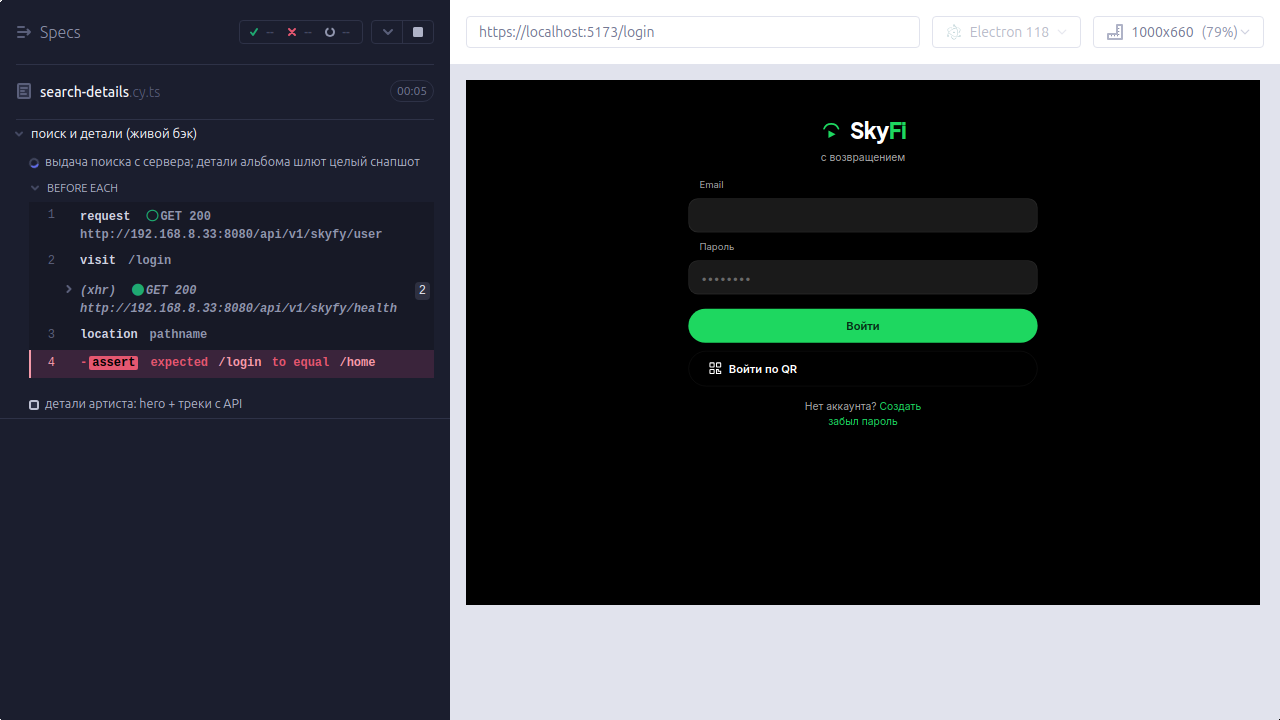 Specs
--
--
--
https://localhost:5173/login
Electron 118
1000x660 (79%)
search-details.cy.ts
00:05
поиск и детали (живой бэк)
выдача поиска с сервера; детали альбома шлют целый снапшот
BEFORE EACH
1 request GET 200
http://192.168.8.33:8080/api/v1/skyfy/user
2 visit /login
(xhr) GET 200 2
http://192.168.8.33:8080/api/v1/skyfy/health
3 location pathname
4 -assert expected /login to equal /home
детали артиста: hero + треки с API
SkyFi
с возвращением
Email
Пароль
••••••••
Войти
Войти по QR
Нет аккаунта? Создать
забыл пароль